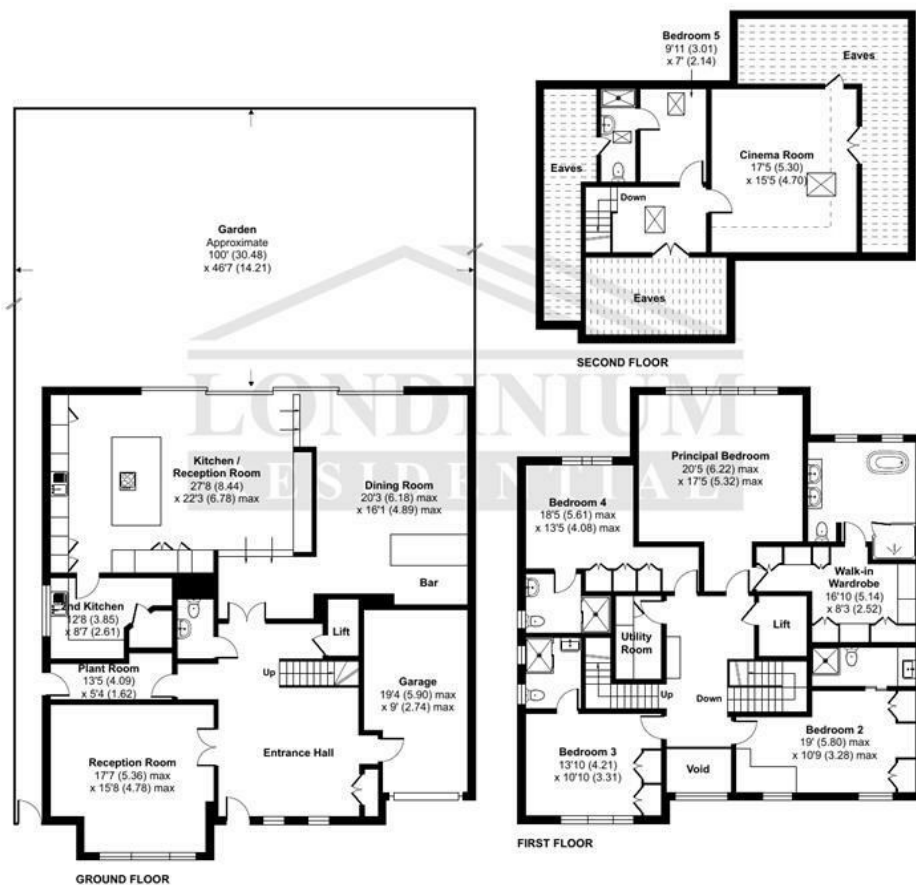 Bedroom 5
9'11 (3.01)
x 7' (2.14)
Eaves
Eaves
Cinema Room
17'5 (5.30)
x 15'5 (4.70)
Down
Eaves
SECOND FLOOR
Garden
Approximate
100' (30.48)
x 46'7 (14.21)
LONDINIUM
RESIDENTIAL
Kitchen /
Reception Room
27'8 (8.44)
x 22'3 (6.78) max
Dining Room
20'3 (6.18) max
x 16'1 (4.89) max
Bar
2nd Kitchen
12'8 (3.85)
x 8'7 (2.61)
Lift
Plant Room
13'5 (4.09)
x 5'4 (1.62)
Up
Garage
19'4 (5.90) max
x 9' (2.74) max
Reception Room
17'7 (5.36) max
x 15'8 (4.78) max
Entrance Hall
GROUND FLOOR
Principal Bedroom
20'5 (6.22) max
x 17'5 (5.32) max
Bedroom 4
18'5 (5.61) max
x 13'5 (4.08) max
Walk-in
Wardrobe
16'10 (5.14)
x 8'3 (2.52)
Utility
Room
Lift
Up
Down
Bedroom 3
13'10 (4.21)
x 10'10 (3.31)
Void
Bedroom 2
19' (5.80) max
x 10'9 (3.28) max
FIRST FLOOR